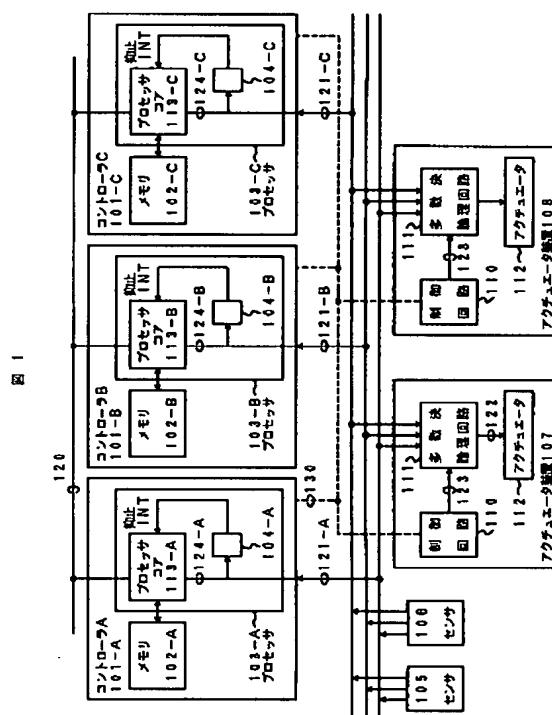 図 1
120
コントローラA
101-A
メモリ
102-A
抑止
INT
プロセッサ
コア
113-A
124-A
104-A
103-A
プロセッサ
121-A
コントローラB
101-B
メモリ
102-B
抑止
INT
プロセッサ
コア
113-B
124-B
104-B
103-B
プロセッサ
121-B
コントローラC
101-C
メモリ
102-C
抑止
INT
プロセッサ
コア
113-C
124-C
104-C
103-C
プロセッサ
121-C
130
105
センサ
106
センサ
111
多数決
論理回路
制御
回路
110
123
122
112
アクチュエータ
アクチュエータ装置107
111
多数決
論理回路
制御
回路
110
123
112
アクチュエータ
アクチュエータ装置108